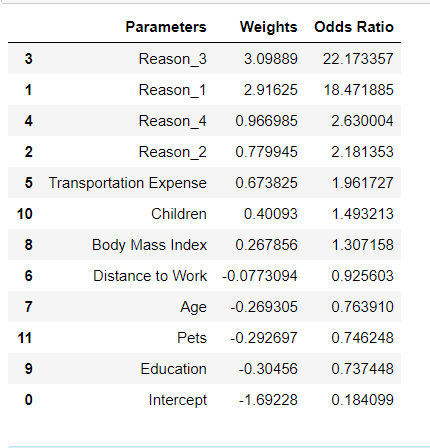 Parameters Weights Odds Ratio
3 Reason_3 3.09889 22.173357
1 Reason_1 2.91625 18.471885
4 Reason_4 0.966985 2.630004
2 Reason_2 0.779945 2.181353
5 Transportation Expense 0.673825 1.961727
10 Children 0.40093 1.493213
8 Body Mass Index 0.267856 1.307158
6 Distance to Work -0.0773094 0.925603
7 Age -0.269305 0.763910
11 Pets -0.292697 0.746248
9 Education -0.30456 0.737448
0 Intercept -1.69228 0.184099